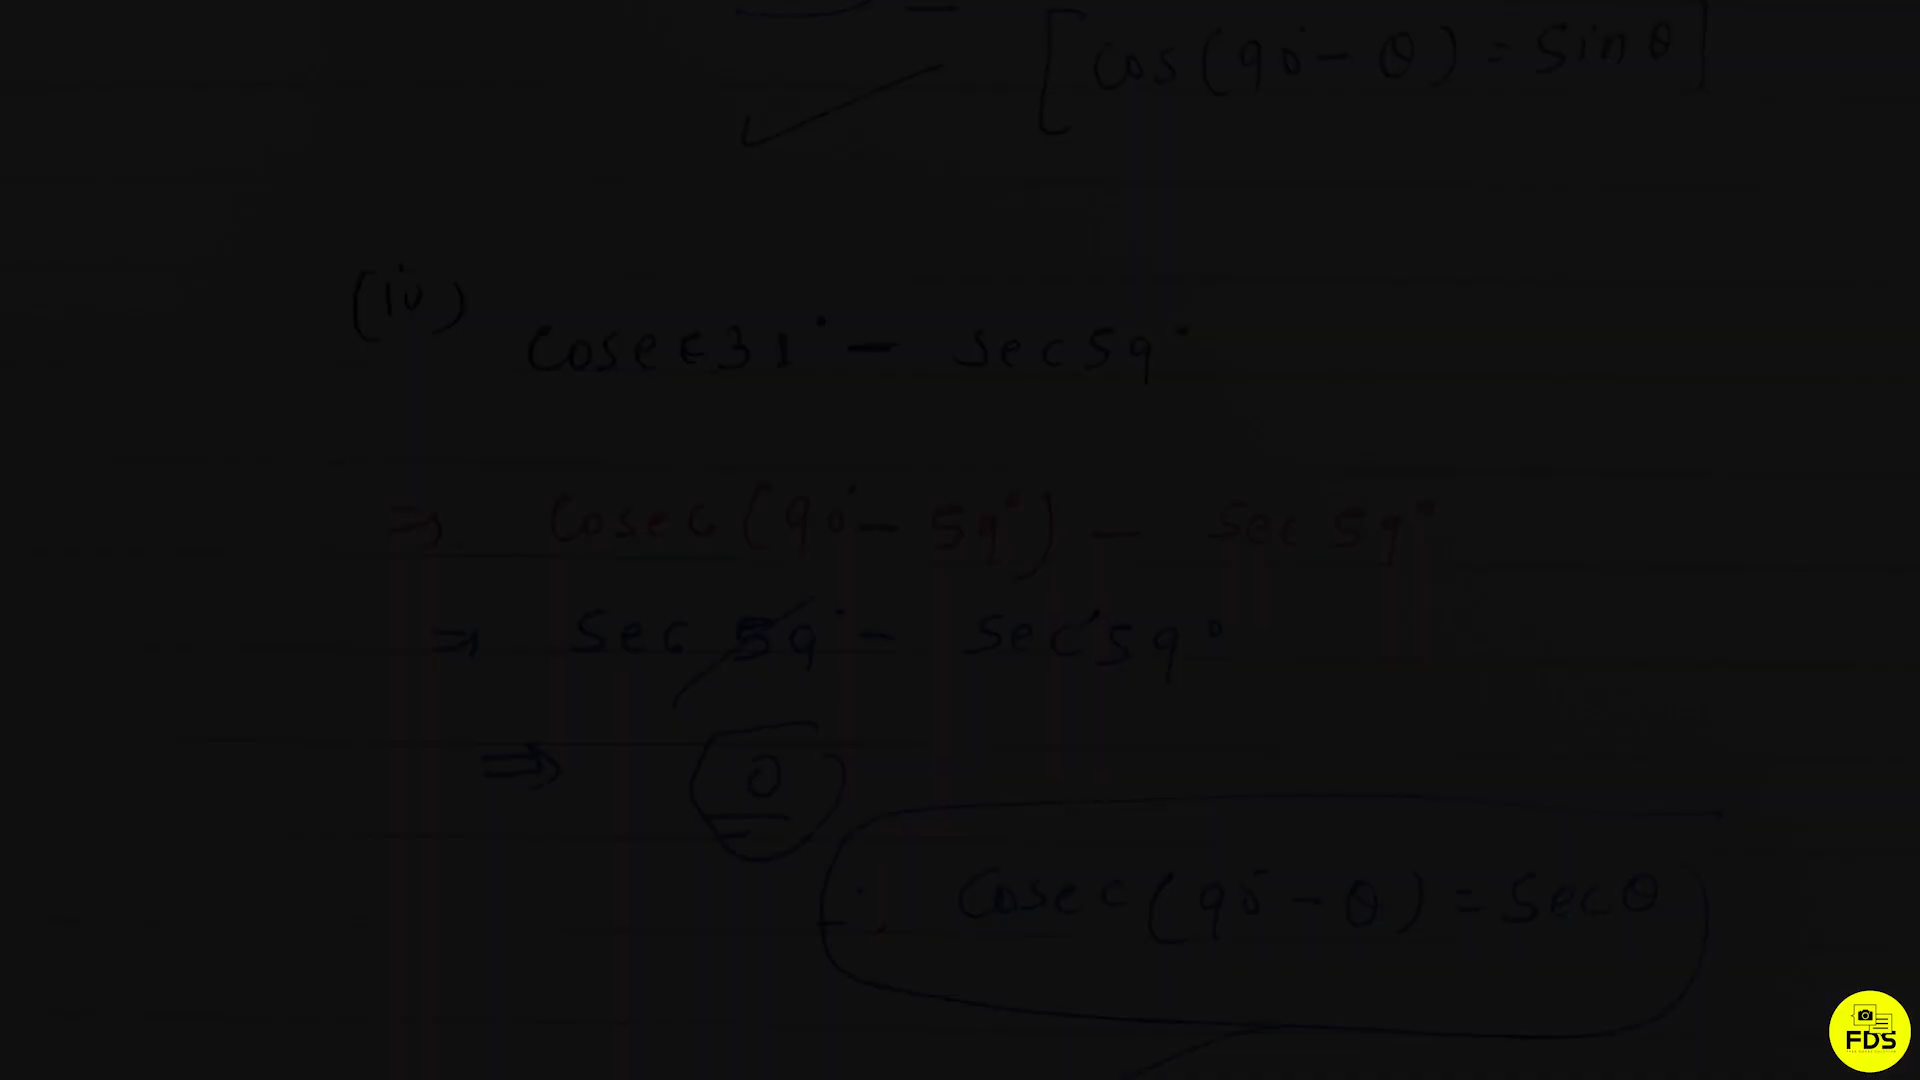 [cos(90°- θ) = Sin θ]
(iv)
Cosec 31° - Sec 59°
⇒ Cosec (90° - 59°) - Sec 59°
⇒ Sec 59° - Sec 59°
⇒ 0
∴ Cosec (90° - θ) = Sec θ
FDS